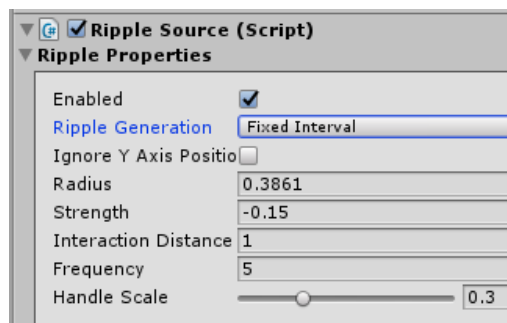 Ripple Source (Script)
Ripple Properties
Enabled
Ripple Generation Fixed Interval
Ignore Y Axis Positio
Radius 0.3861
Strength -0.15
Interaction Distance 1
Frequency 5
Handle Scale 0.3